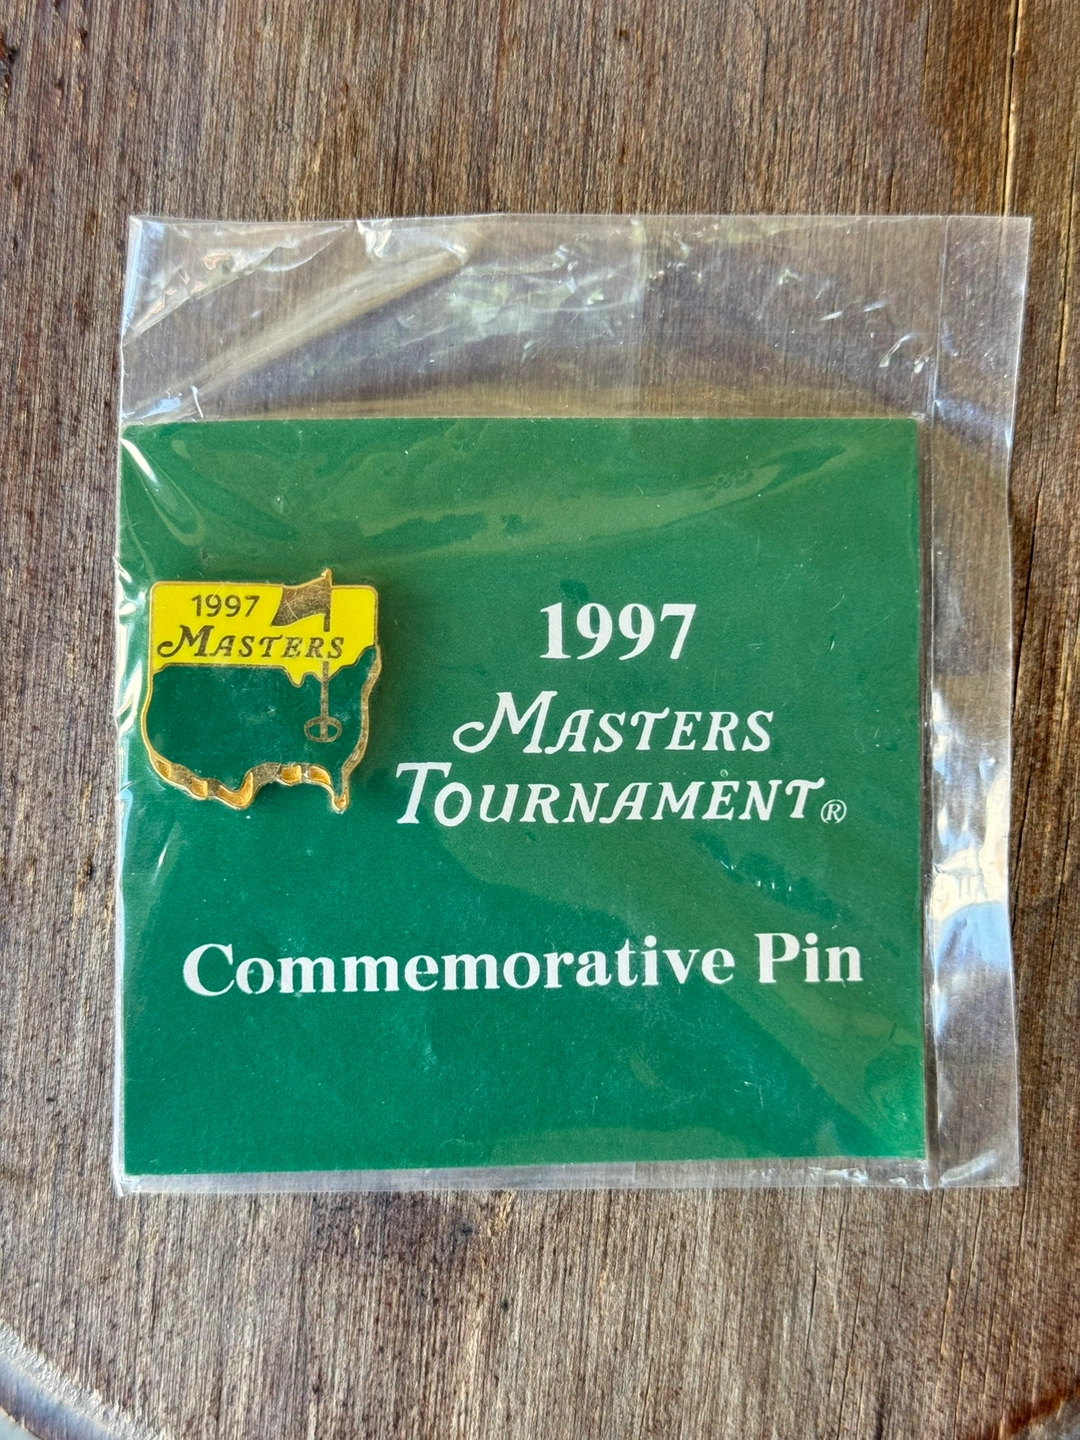 1997
MASTERS
1997
MASTERS
TOURNAMENT®
Commemorative Pin